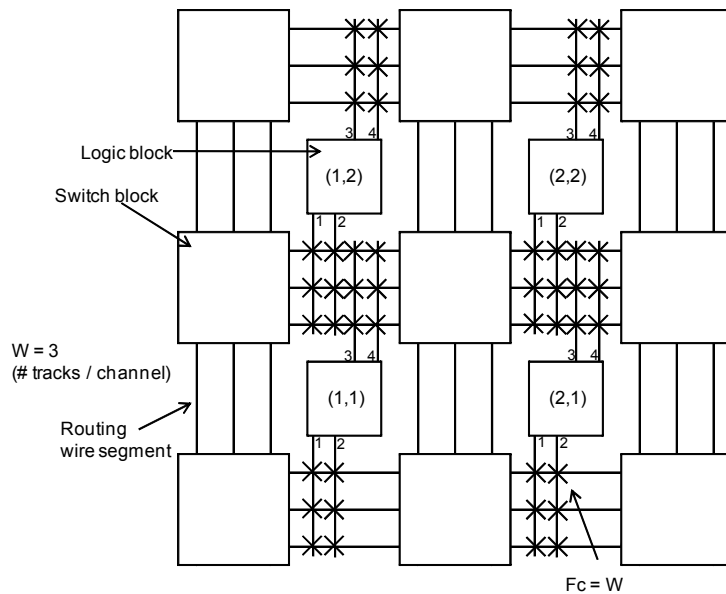 3 4
3 4
Logic block
(1,2)
(2,2)
Switch block
1 2
1 2
W = 3
(# tracks / channel)
3 4
3 4
(1,1)
(2,1)
Routing
wire segment
1 2
1 2
Fc = W